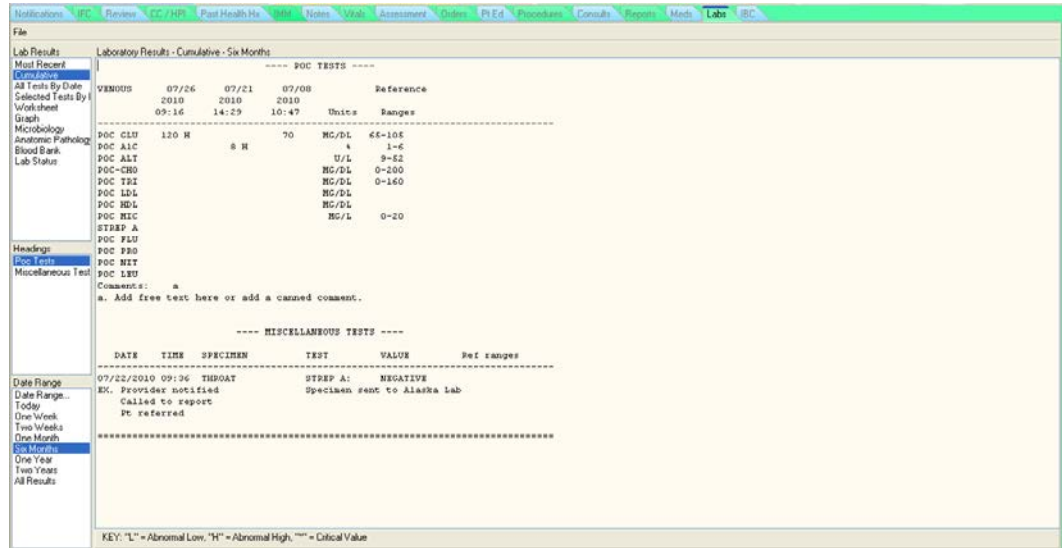 Notifications IFC Review CC / HPI Past Health Hx IMM Notes Vitals Assessment Orders Pt Ed Procedures Consults Reports Meds Labs IBC
File
Lab Results
Most Recent
Cumulative
All Tests By Date
Selected Tests By
Worksheet
Graph
Microbiology
Anatomic Pathology
Blood Bank
Lab Status
Headings
Poc Tests
Miscellaneous Test
Date Range
Date Range...
Today
One Week
Two Weeks
One Month
Six Months
One Year
Two Years
All Results
Laboratory Results - Cumulative - Six Months
---- POC TESTS ----
VENOUS 07/26 07/21 07/08 Reference
2010 2010 2010
09:16 14:29 10:47 Units Ranges
POC GLU 120 H 70 MG/DL 65-105
POC A1C 8 H % 1-6
POC ALT U/L 9-52
POC-CHO MG/DL 0-200
POC TRI MG/DL 0-160
POC LDL MG/DL
POC HDL MG/DL
POC MIC MG/L 0-20
STREP A
POC FLU
POC PRO
POC NIT
POC LEU
Comments: a
a. Add free text here or add a canned comment.
---- MISCELLANEOUS TESTS ----
DATE TIME SPECIMEN TEST VALUE Ref ranges
07/22/2010 09:36 THROAT STREP A: NEGATIVE
EX. Provider notified Specimen sent to Alaska Lab
Called to report
Pt referred
KEY: "L" = Abnormal Low, "H" = Abnormal High, "*" = Critical Value